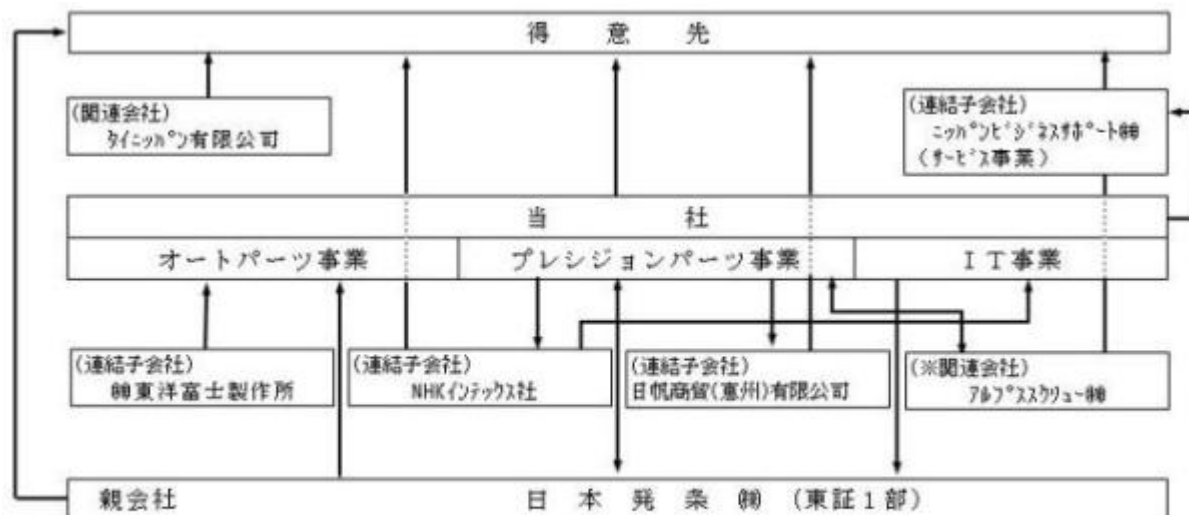 得意先
(関連会社)
タイニッパン有限公司
(連結子会社)
ニッパンビジネスサポート㈱
(サービス事業)
当社
オートパーツ事業
プレシジョンパーツ事業
IT事業
(連結子会社)
㈱東洋富士製作所
(連結子会社)
NHKインテックス社
(連結子会社)
日帆商貿(恵州)有限公司
(※関連会社)
アルプススクリュー㈱
親会社 日本発条㈱ (東証1部)